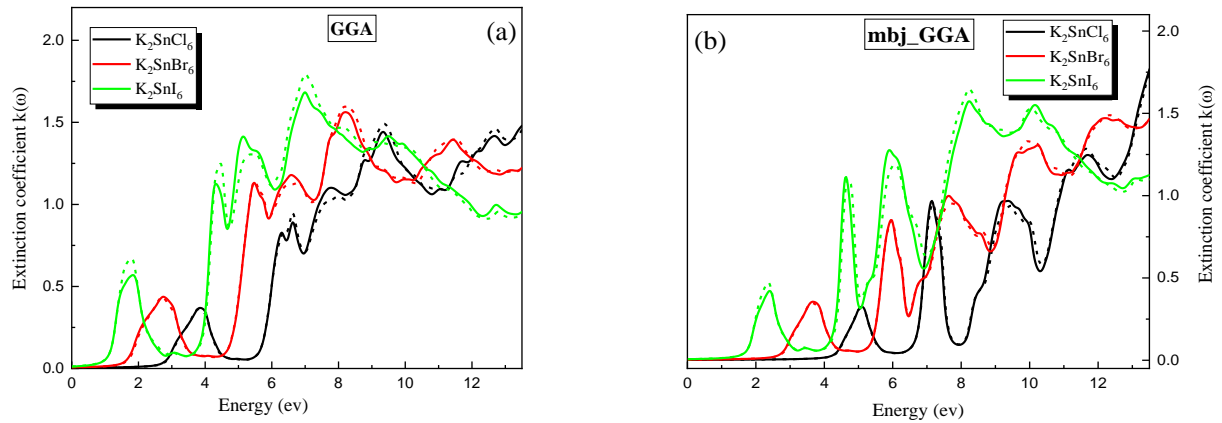 GGA
(a)
K₂SnCl₆
K₂SnBr₆
K₂SnI₆
Extinction coefficient k(ω)
2.0
1.5
1.0
0.5
0.0
0 2 4 6 8 10 12
Energy (ev)
(b)
mbj_GGA
K₂SnCl₆
K₂SnBr₆
K₂SnI₆
2.0
1.5
1.0
0.5
0.0
Extinction coefficient k(ω)
0 2 4 6 8 10 12
Energy (ev)